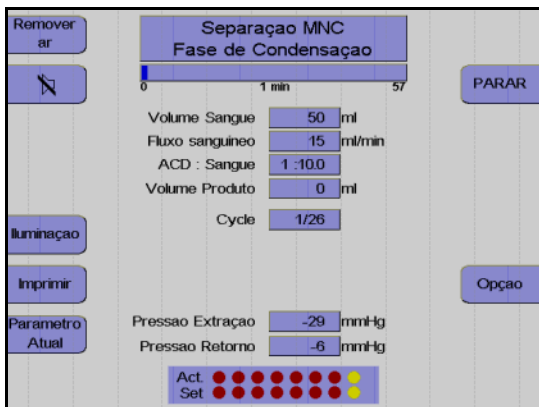 Remover
ar
Separaçao MNC
Fase de Condensaçao
0 1 min 57
PARAR
Volume Sangue 50 ml
Fluxo sanguineo 15 ml/min
ACD : Sangue 1 :10.0
Volume Produto 0 ml
Cycle 1/26
Iluminaçao
Imprimir
Opçao
Parametro
Atual
Pressao Extraçao -29 mmHg
Pressao Retorno -6 mmHg
Act.
Set